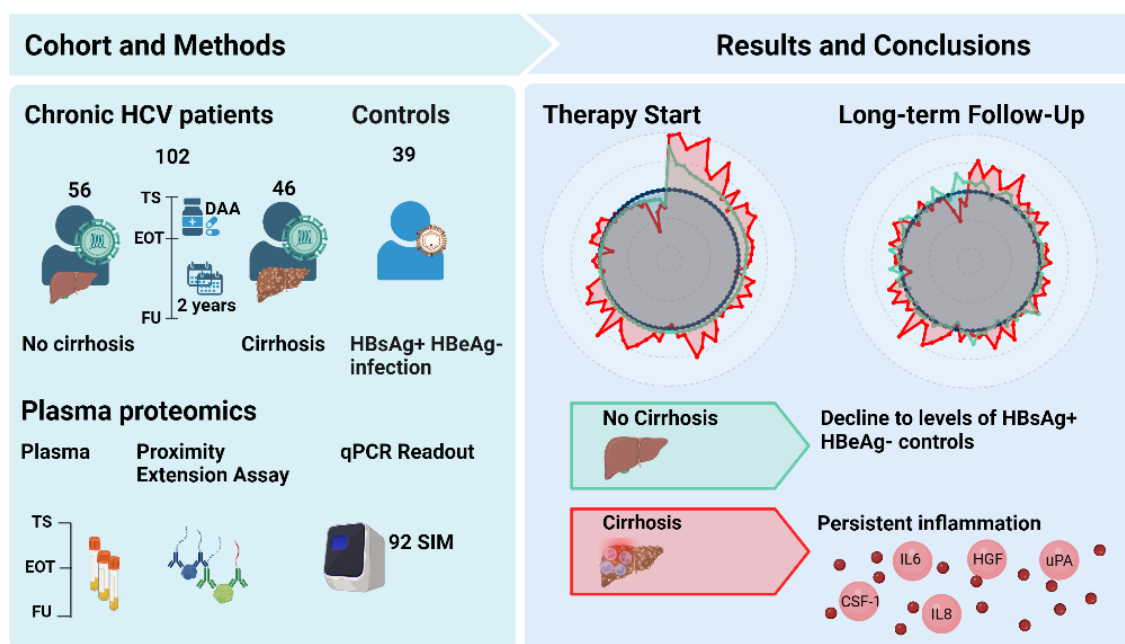 Cohort and Methods
Results and Conclusions
Chronic HCV patients
Controls
102
39
56
TS
DAA
46
EOT
2 years
FU
No cirrhosis
Cirrhosis
HBsAg+ HBeAg-
infection
Plasma proteomics
Plasma
Proximity
Extension Assay
qPCR Readout
TS
EOT
FU
92 SIM
Therapy Start
Long-term Follow-Up
No Cirrhosis
Decline to levels of HBsAg+
HBeAg- controls
Cirrhosis
Persistent inflammation
IL6
HGF
uPA
CSF-1
IL8